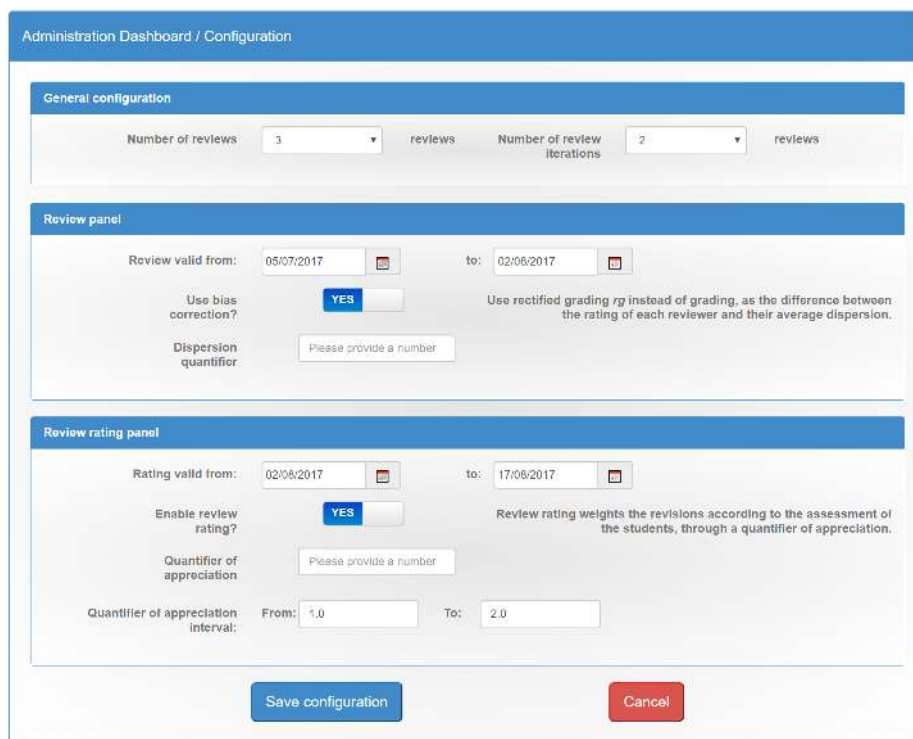 Administration Dashboard / Configuration
General configuration
Number of reviews 3 reviews Number of review iterations 2 reviews
Review panel
Review valid from: 05/07/2017 to: 02/08/2017
Use bias correction? YES
Use rectified grading rg instead of grading, as the difference between
the rating of each reviewer and their average dispersion.
Dispersion quantifier Please provide a number
Review rating panel
Rating valid from: 02/08/2017 to: 17/08/2017
Enable review rating? YES
Review rating weights the revisions according to the assessment of
the students, through a quantifier of appreciation.
Quantifier of appreciation Please provide a number
Quantifier of appreciation interval: From: 1.0 To: 2.0
Save configuration Cancel